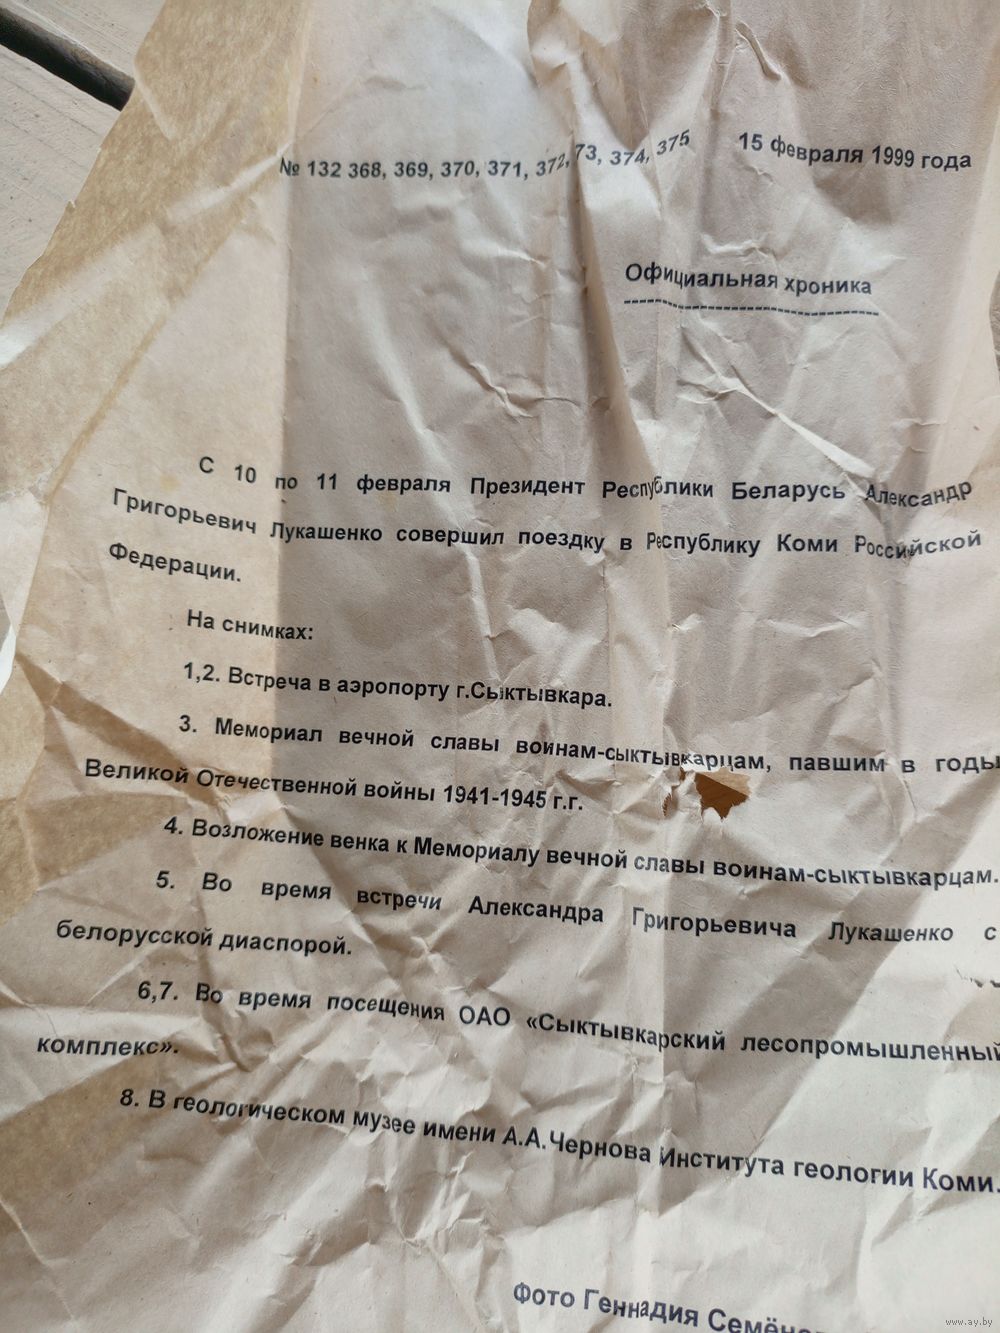 № 132 368, 369, 370, 371, 372, 73, 374, 375 15 февраля 1999 года
Официальная хроника
С 10 по 11 февраля Президент Республики Беларусь Александр
Григорьевич Лукашенко совершил поездку в Республику Коми Российской
Федерации.
На снимках:
1,2. Встреча в аэропорту г.Сыктывкара.
3. Мемориал вечной славы воинам-сыктывкарцам, павшим в годы
Великой Отечественной войны 1941-1945 г.г.
4. Возложение венка к Мемориалу вечной славы воинам-сыктывкарцам.
5. Во время встречи Александра Григорьевича Лукашенко с
белорусской диаспорой.
6,7. Во время посещения ОАО «Сыктывкарский лесопромышленный
комплекс».
8. В геологическом музее имени А.А.Чернова Института геологии Коми.
Фото Геннадия Семёно
www.ay.by